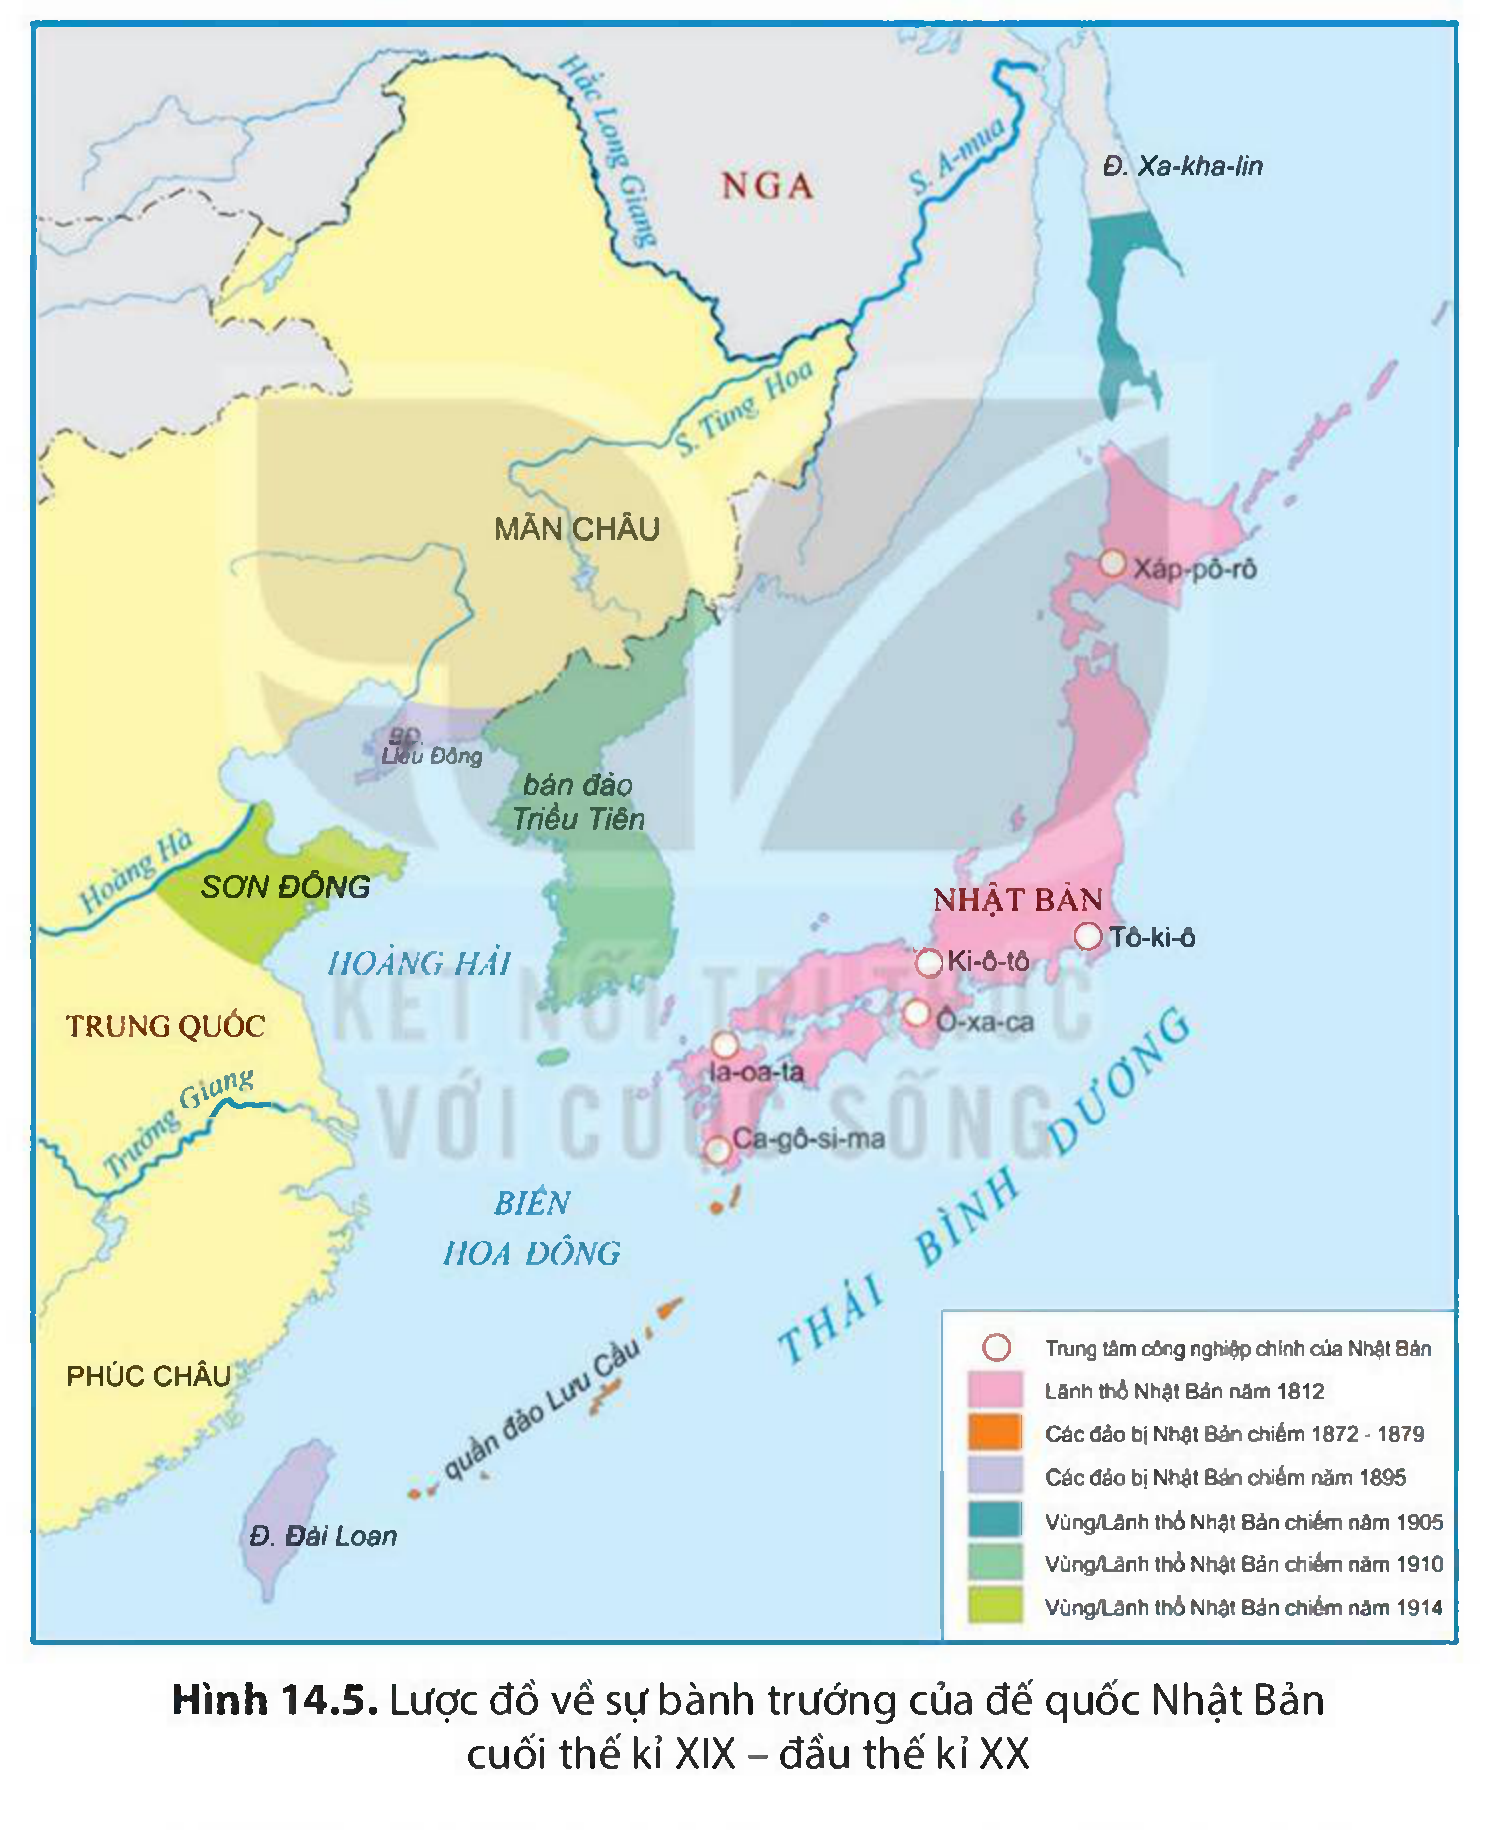 Hắc Long Giang
NGA
S. A-mua
Đ. Xa-kha-lin
S. Tùng Hoa
MÃN CHÂU
Xáp-pô-rô
BĐ.
Liêu Đông
bán đảo
Triều Tiên
Hoàng Hà
SƠN ĐÔNG
NHẬT BẢN
Tô-ki-ô
HOÀNG HẢI
Ki-ô-tô
KẾT NỐI TRI THỨC
VỚI CUỘC SỐNG
TRUNG QUỐC
Ô-xa-ca
Ia-oa-ta
Trường Giang
Ca-gô-si-ma
BIỂN
HOA ĐÔNG
THÁI BÌNH DƯƠNG
PHÚC CHÂU
quần đảo Lưu Cầu
Đ. Đài Loan
Trung tâm công nghiệp chính của Nhật Bản
Lãnh thổ Nhật Bản năm 1812
Các đảo bị Nhật Bản chiếm 1872 - 1879
Các đảo bị Nhật Bản chiếm năm 1895
Vùng/Lãnh thổ Nhật Bản chiếm năm 1905
Vùng/Lãnh thổ Nhật Bản chiếm năm 1910
Vùng/Lãnh thổ Nhật Bản chiếm năm 1914
Hình 14.5. Lược đồ về sự bành trướng của đế quốc Nhật Bản
cuối thế kỉ XIX – đầu thế kỉ XX